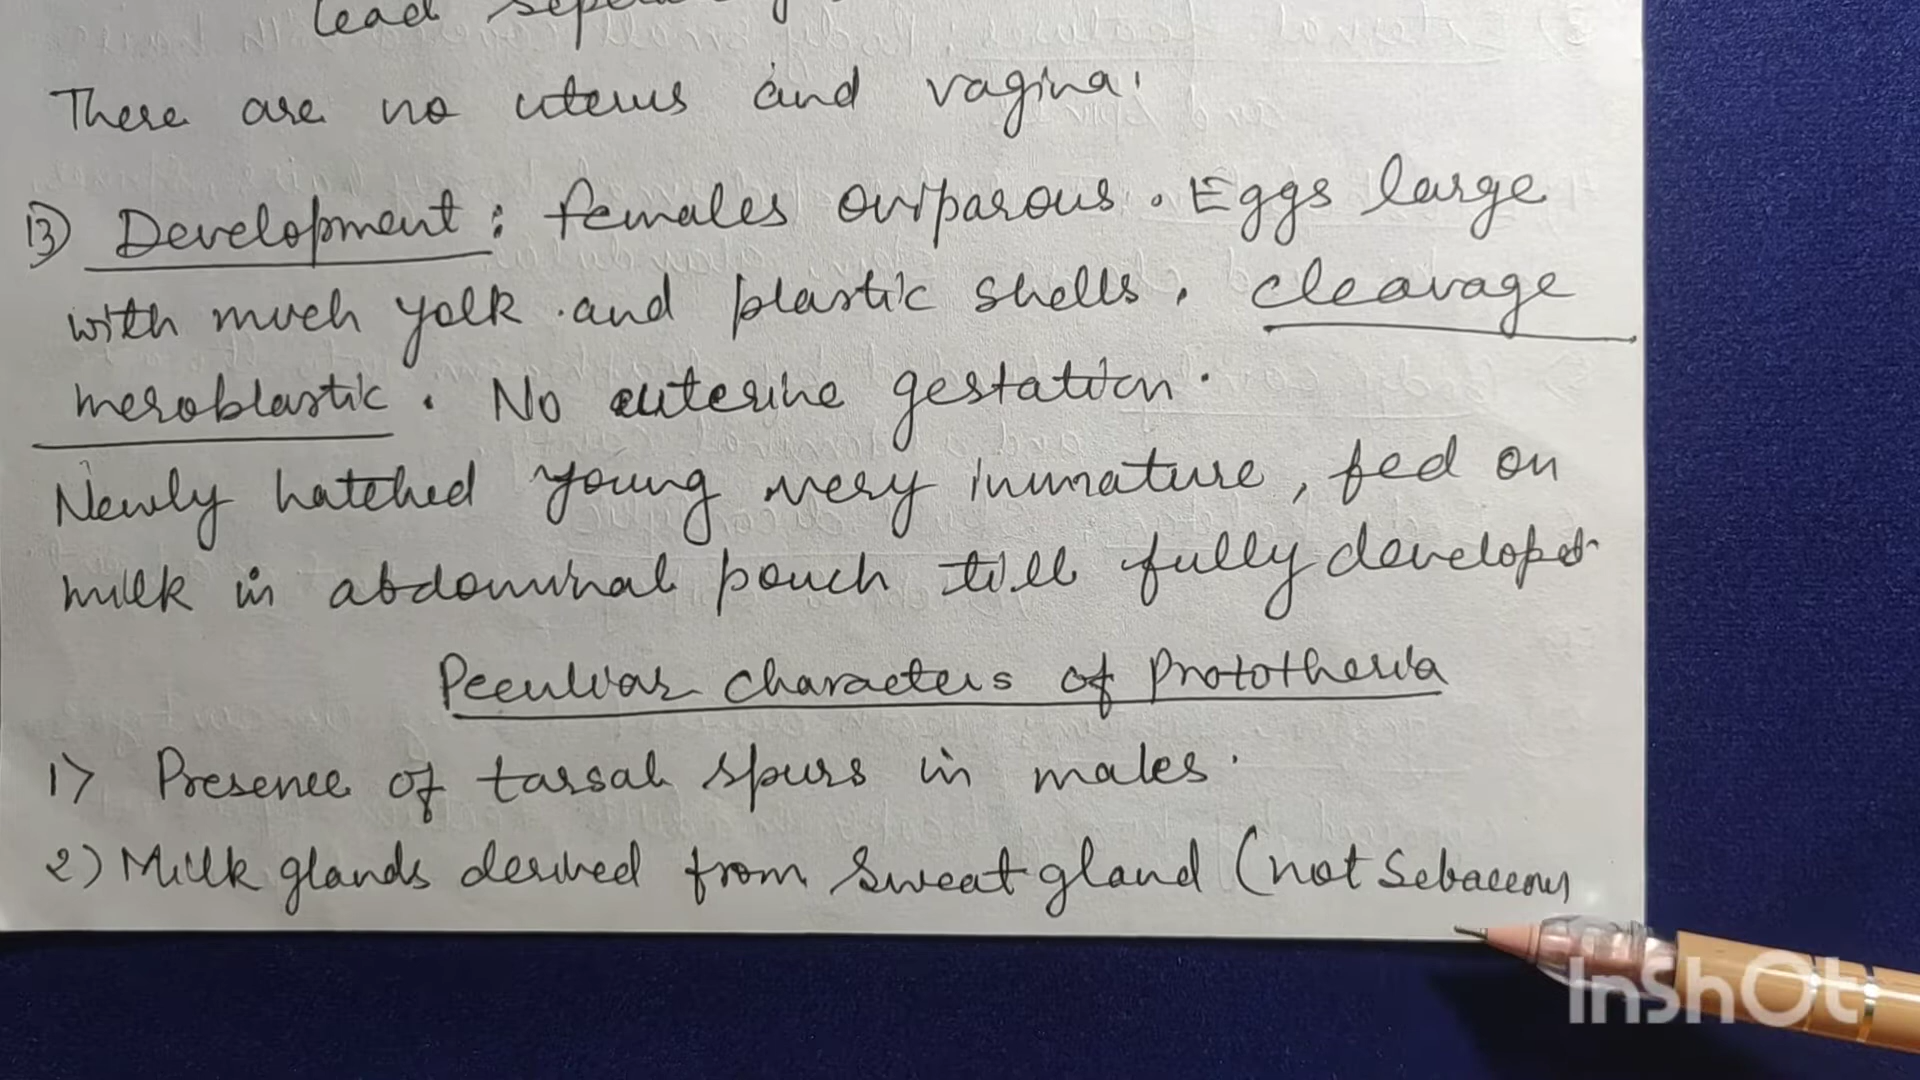 lead
There are no uterus and vagina.
13) Development : females oviparous. Eggs large
with much yolk and plastic shells. cleavage
meroblastic. No uterine gestation.
Newly hatched young very immature, fed on
milk in abdominal pouch till fully developed.
Peculiar characters of Prototheria
1) Presence of tarsal spurs in males.
2) Milk glands derived from sweat gland (not Sebaceous
InShOt